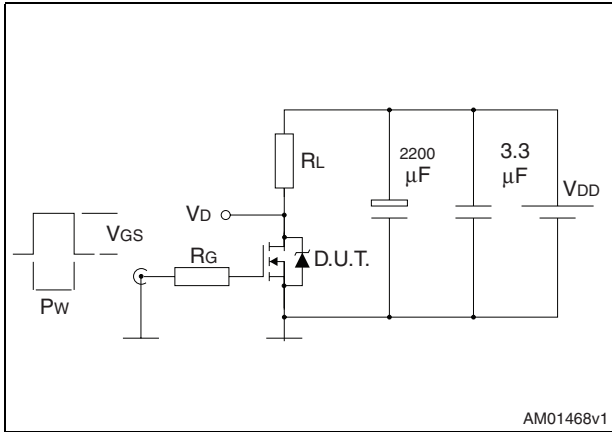 RL
2200
μF
3.3
μF
VDD
VD
VGS
RG
D.U.T.
PW
AM01468v1